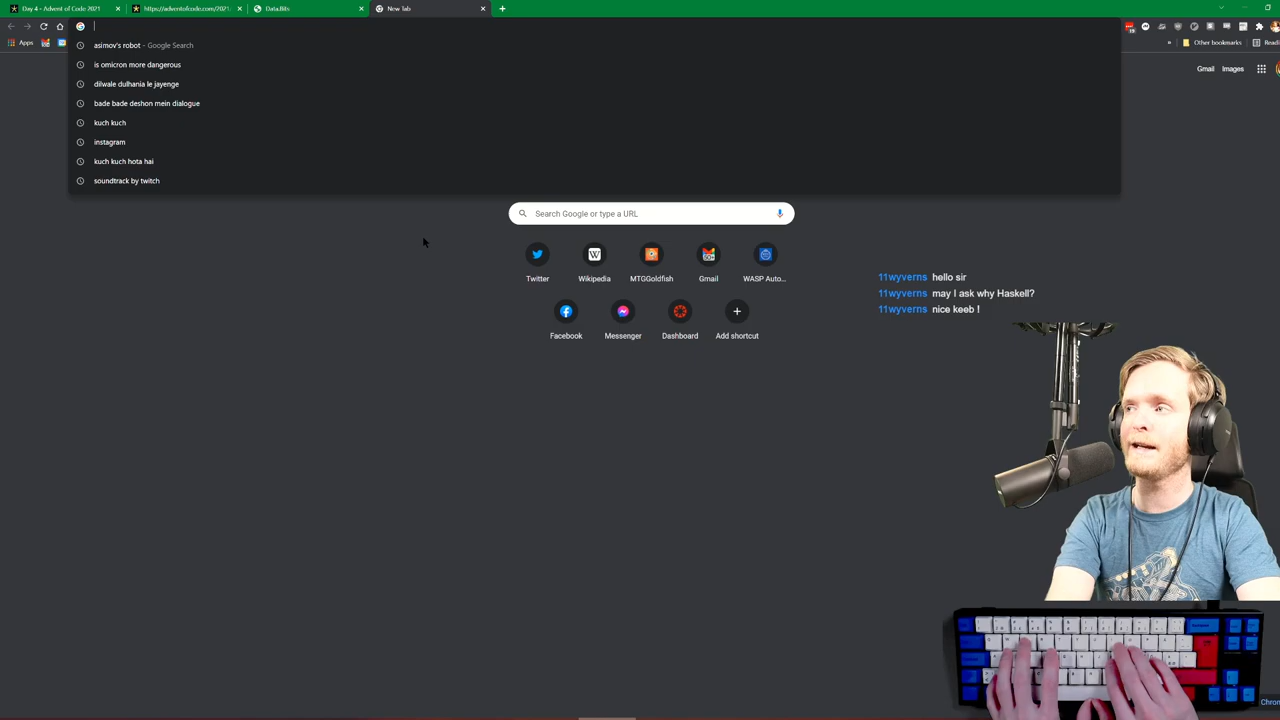 Day 4 - Advent of Code 2021
https://adventofcode.com/2021
Data.Bits
New Tab
Apps
Other bookmarks
asimov's robot - Google Search
is omicron more dangerous
dilwale dulhania le jayenge
bade bade deshon mein dialogue
kuch kuch
instagram
kuch kuch hota hai
soundtrack by twitch
Gmail
Images
Search Google or type a URL
Twitter
Wikipedia
MTGGoldfish
Gmail
WASP Auto...
Facebook
Messenger
Dashboard
Add shortcut
11wyverns hello sir
11wyverns may I ask why Haskell?
11wyverns nice keeb !